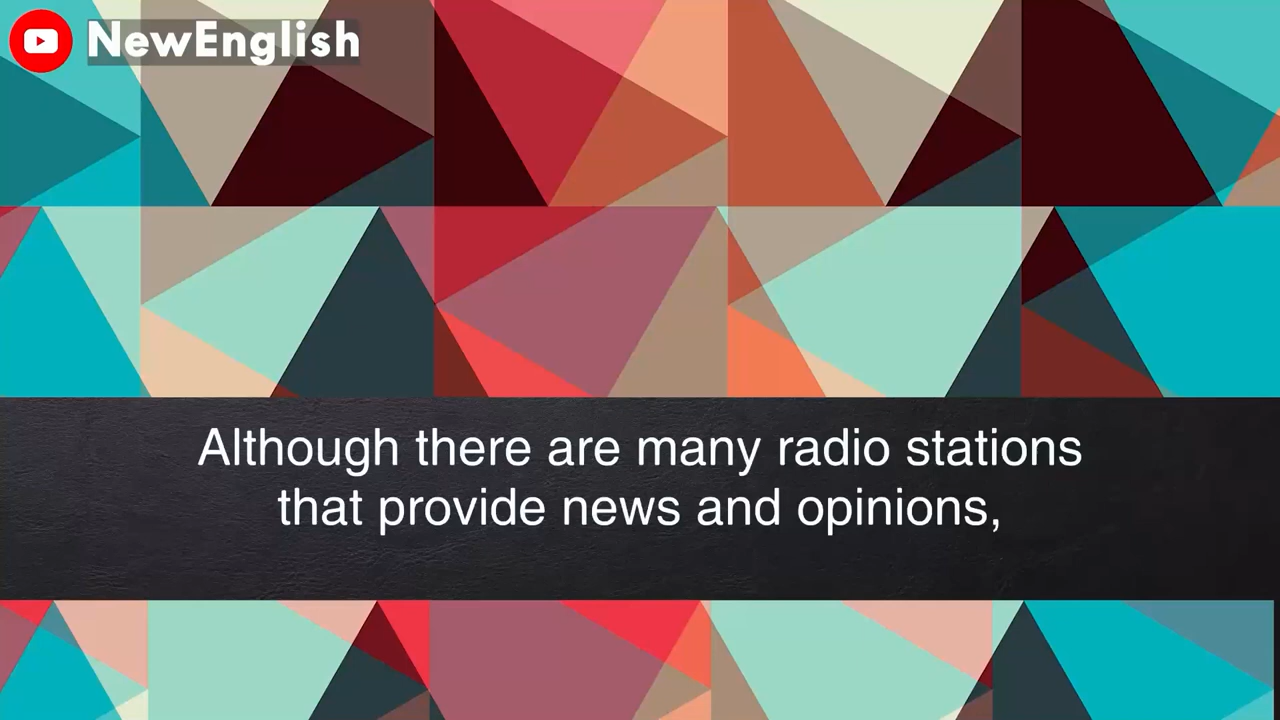 NewEnglish
Although there are many radio stations
that provide news and opinions,